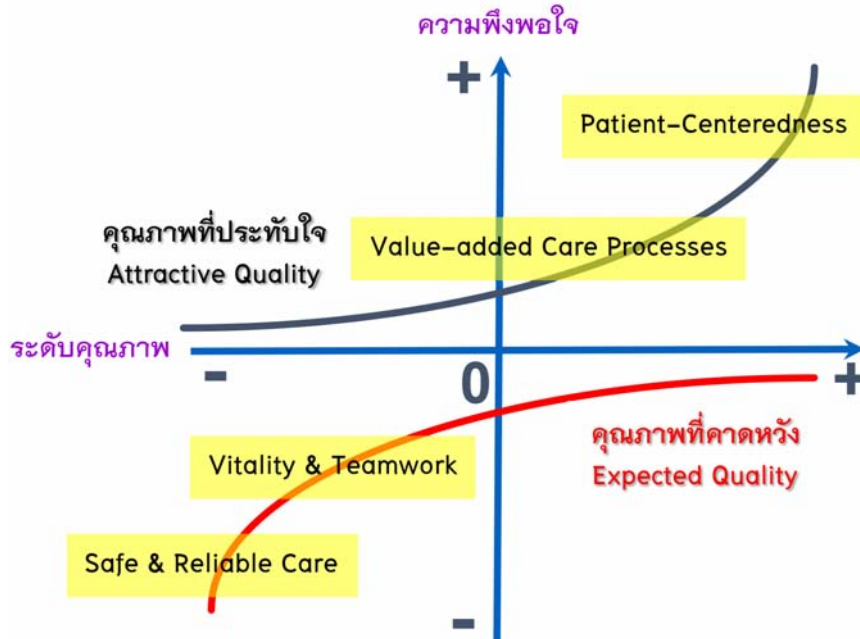 ความพึงพอใจ
+
Patient-Centeredness
คุณภาพที่ประทับใจ
Attractive Quality
Value-added Care Processes
ระดับคุณภาพ
-
0
+
คุณภาพที่คาดหวัง
Expected Quality
Vitality & Teamwork
Safe & Reliable Care
-